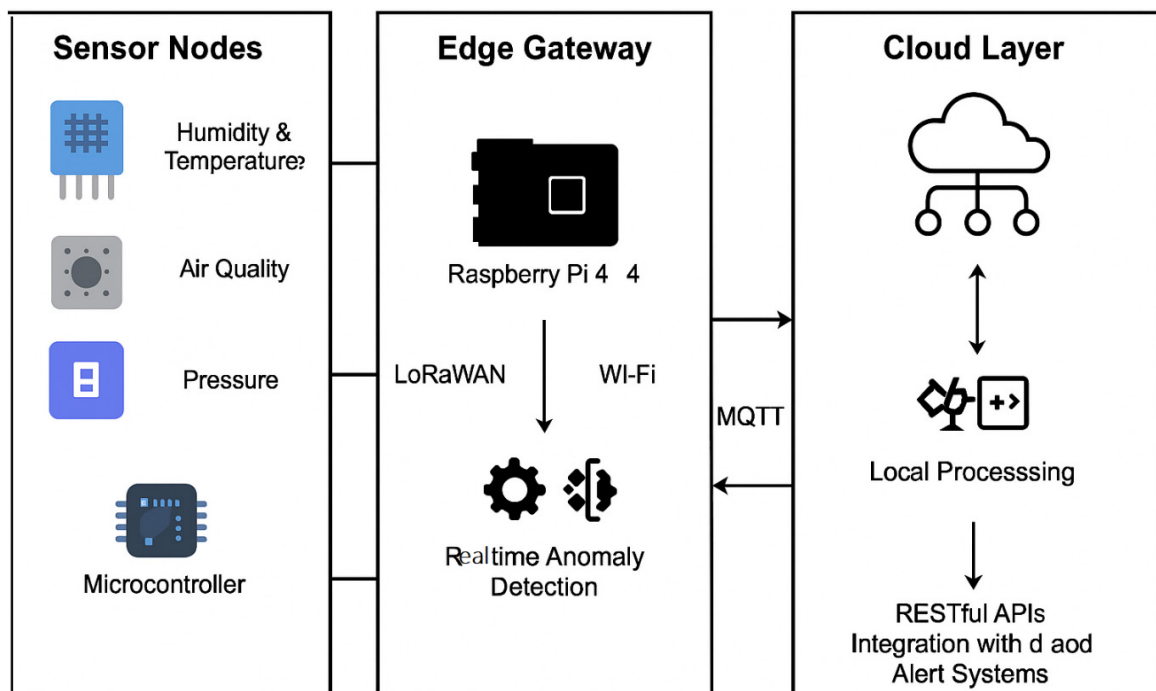 Sensor Nodes
Humidity &
Temperature?
Air Quality
Pressure
Microcontroller
Edge Gateway
Raspberry Pi 4 4
LoRaWAN
WI-Fi
Realtime Anomaly
Detection
MQTT
Cloud Layer
Local Processsing
RESTful APIs
Integration with d aod
Alert Systems